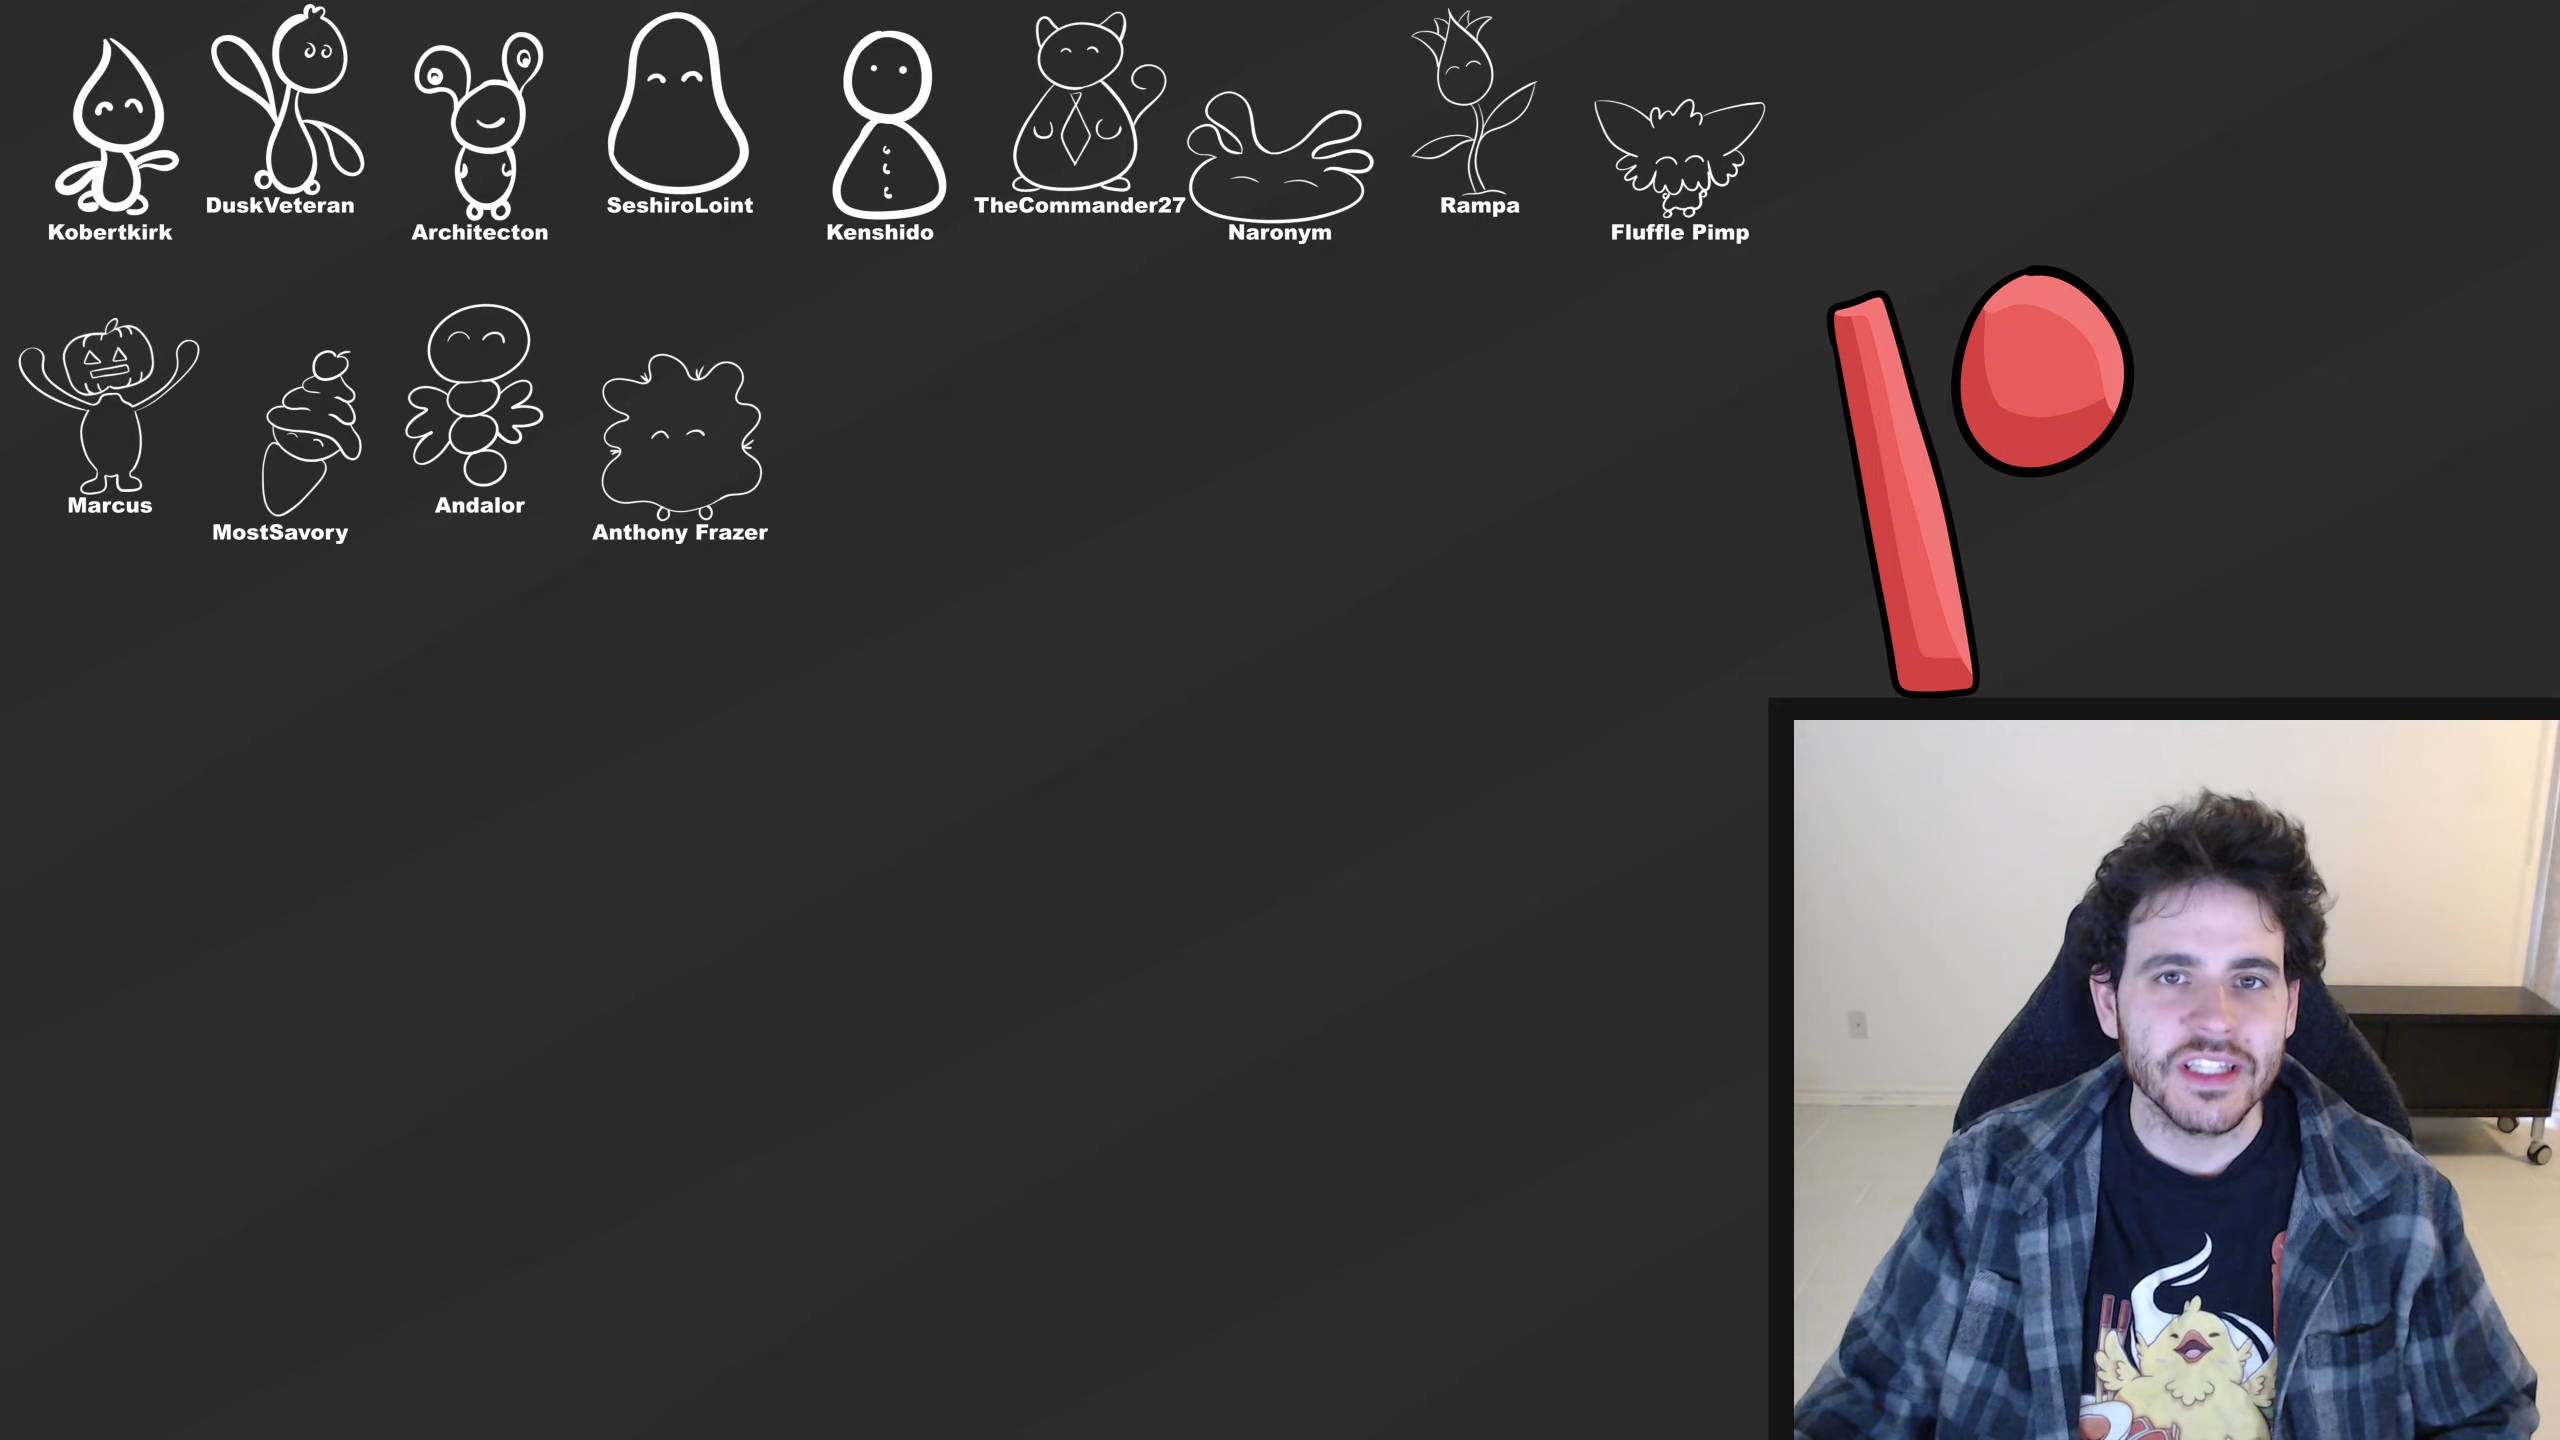 Kobertkirk
DuskVeteran
Architecton
SeshiroLoint
Kenshido
TheCommander27
Naronym
Rampa
Fluffle Pimp
Marcus
MostSavory
Andalor
Anthony Frazer